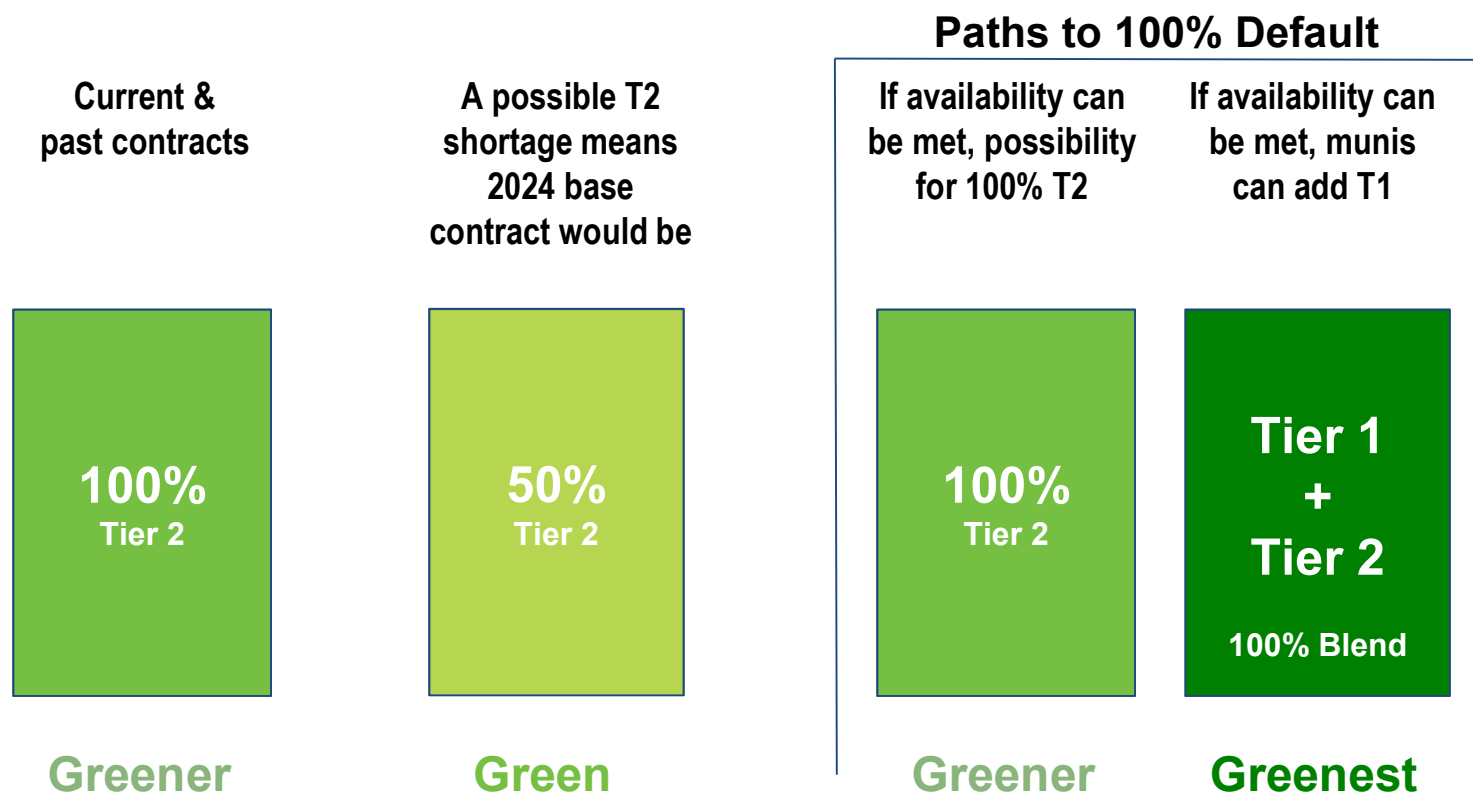 Paths to 100% Default
Current &
past contracts
A possible T2
shortage means
2024 base
contract would be
If availability can
be met, possibility
for 100% T2
If availability can
be met, munis
can add T1
100%
Tier 2
50%
Tier 2
100%
Tier 2
Tier 1
+
Tier 2
100% Blend
Greener
Green
Greener
Greenest